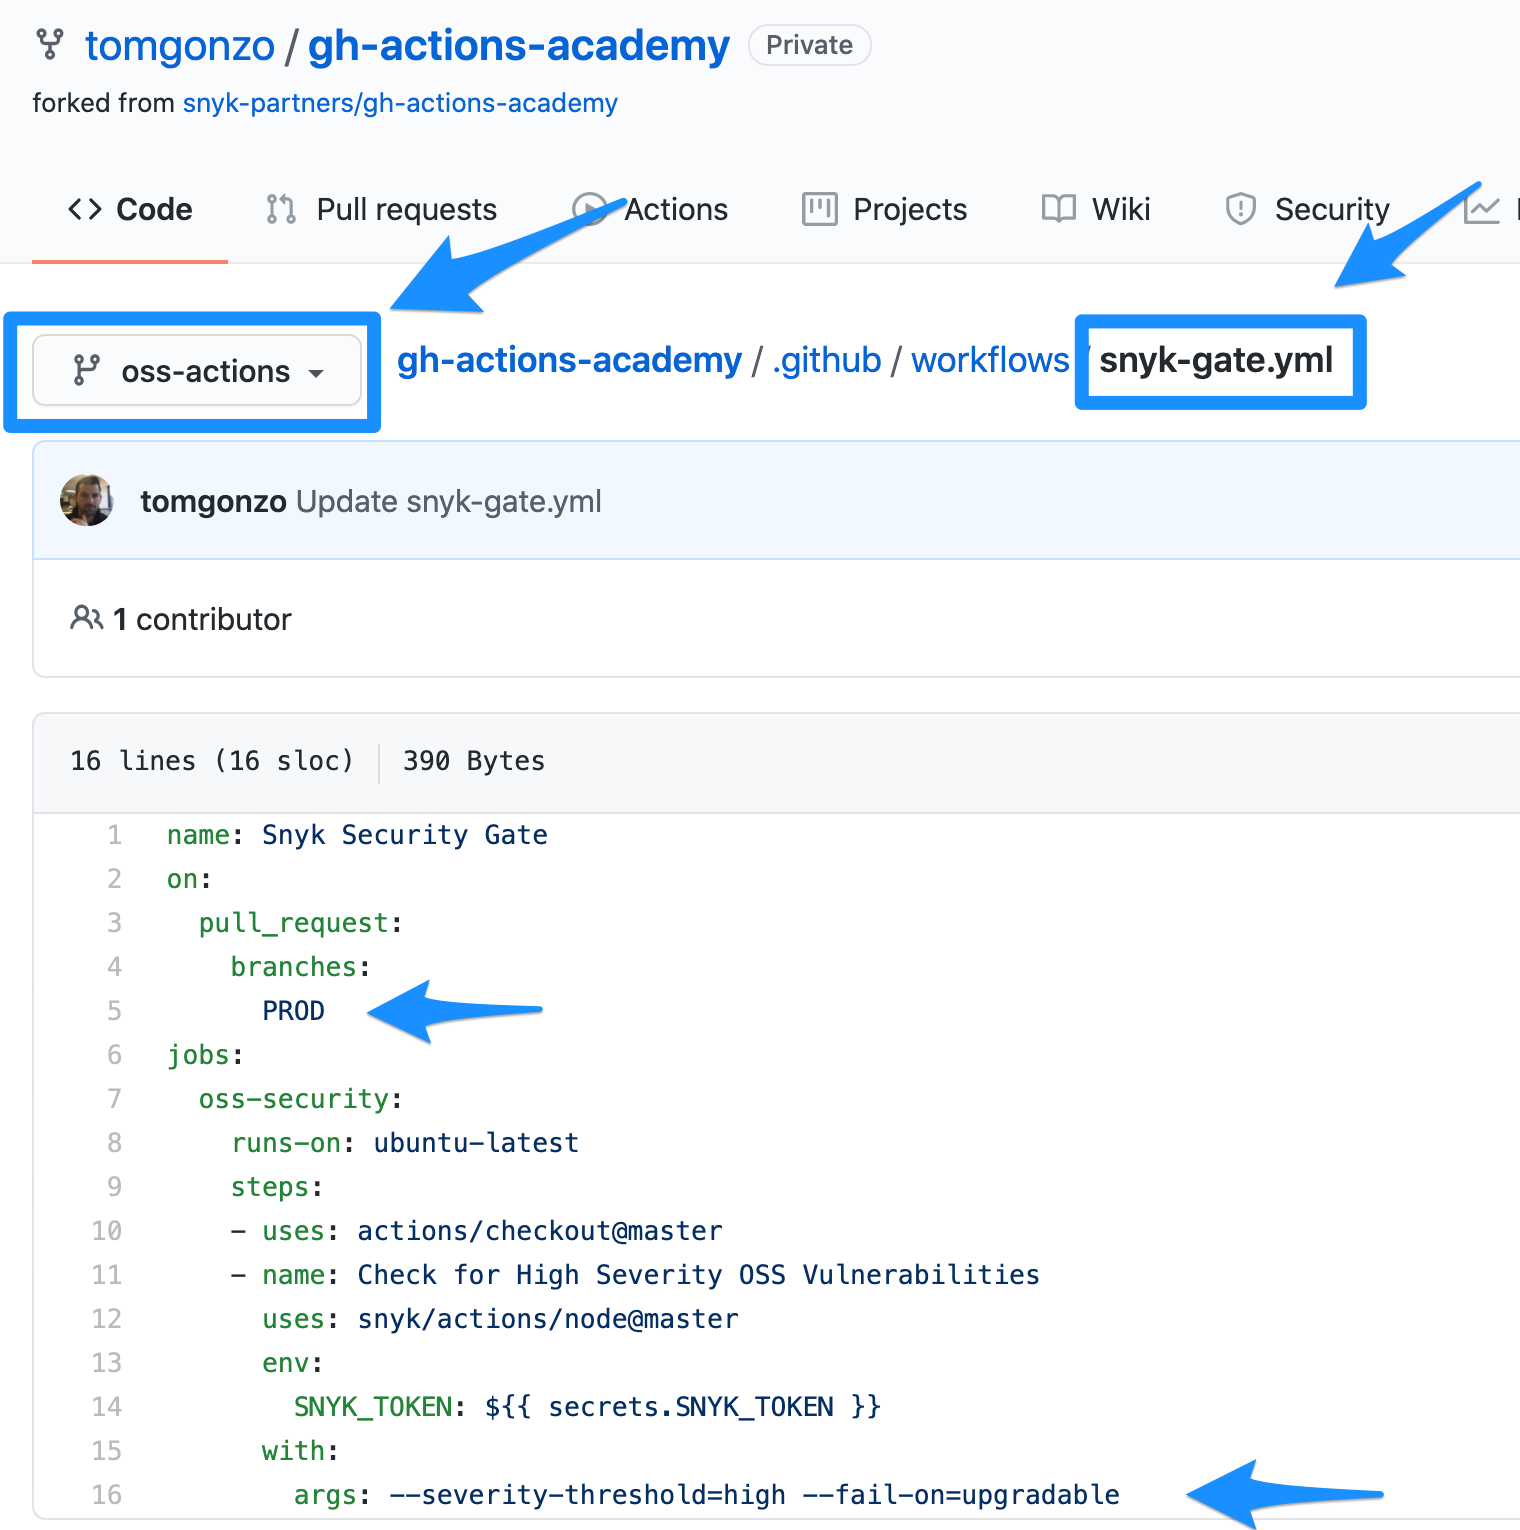 tomgonzo / gh-actions-academy Private
forked from snyk-partners/gh-actions-academy
Code Pull requests Actions Projects Wiki Security
oss-actions gh-actions-academy / .github / workflows / snyk-gate.yml
tomgonzo Update snyk-gate.yml
1 contributor
16 lines (16 sloc) 390 Bytes
1 name: Snyk Security Gate
2 on:
3   pull_request:
4     branches:
5       PROD
6 jobs:
7   oss-security:
8     runs-on: ubuntu-latest
9     steps:
10     - uses: actions/checkout@master
11     - name: Check for High Severity OSS Vulnerabilities
12       uses: snyk/actions/node@master
13       env:
14         SNYK_TOKEN: ${{ secrets.SNYK_TOKEN }}
15       with:
16         args: --severity-threshold=high --fail-on=upgradable